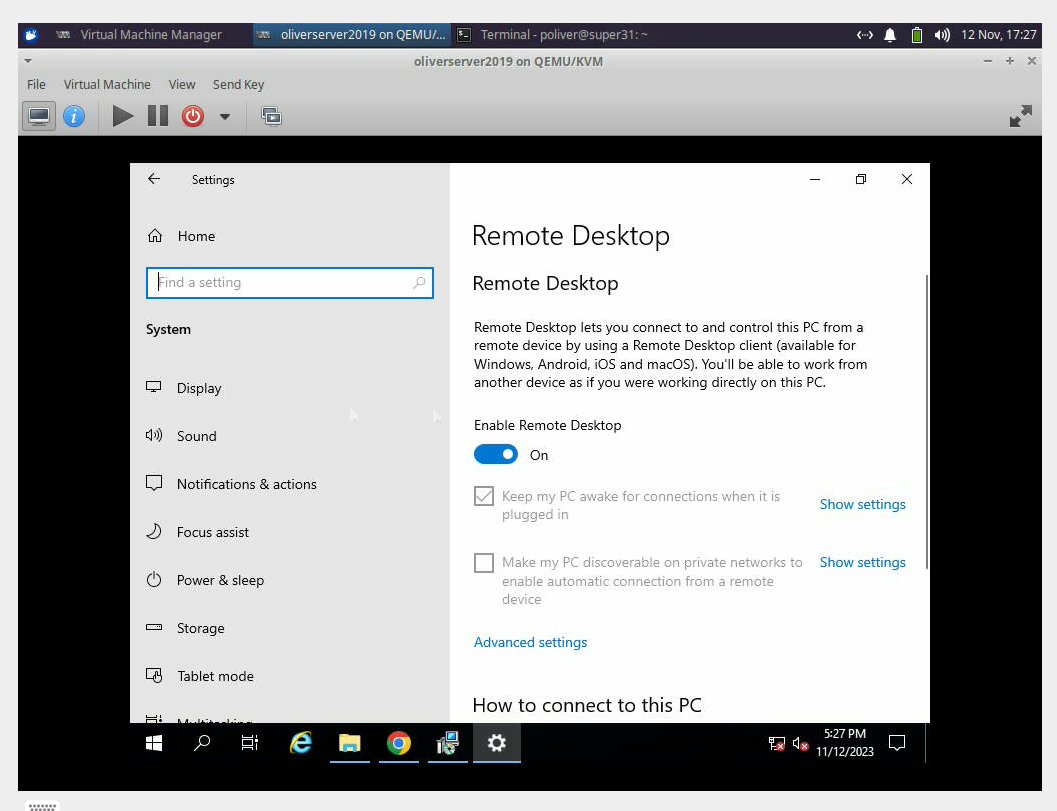 Virtual Machine Manager
oliverserver2019 on QEMU/...
Terminal - poliver@super31: ~
12 Nov, 17:27
oliverserver2019 on QEMU/KVM
File Virtual Machine View Send Key
Settings
Home
Find a setting
System
Display
Sound
Notifications & actions
Focus assist
Power & sleep
Storage
Tablet mode
Multitasking
Remote Desktop
Remote Desktop
Remote Desktop lets you connect to and control this PC from a
remote device by using a Remote Desktop client (available for
Windows, Android, iOS and macOS). You'll be able to work from
another device as if you were working directly on this PC.
Enable Remote Desktop
On
Keep my PC awake for connections when it is
plugged in
Show settings
Make my PC discoverable on private networks to
enable automatic connection from a remote
device
Show settings
Advanced settings
How to connect to this PC
5:27 PM
11/12/2023